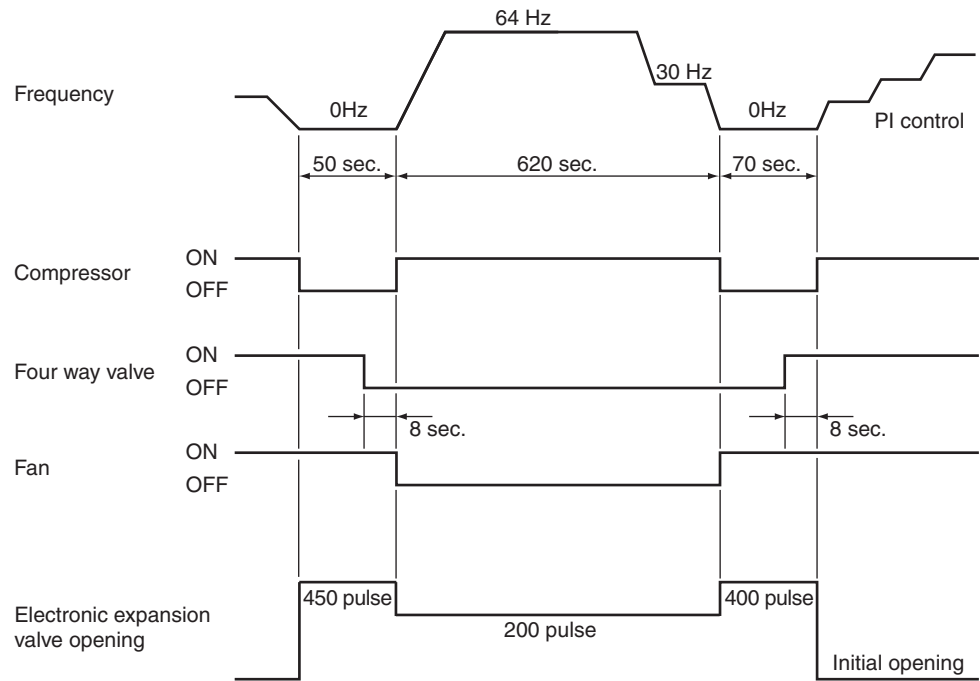 64 Hz
30 Hz
Frequency
0Hz
0Hz
PI control
50 sec.
620 sec.
70 sec.
ON
Compressor
OFF
ON
Four way valve
OFF
8 sec.
8 sec.
ON
Fan
OFF
450 pulse
400 pulse
Electronic expansion
valve opening
200 pulse
Initial opening